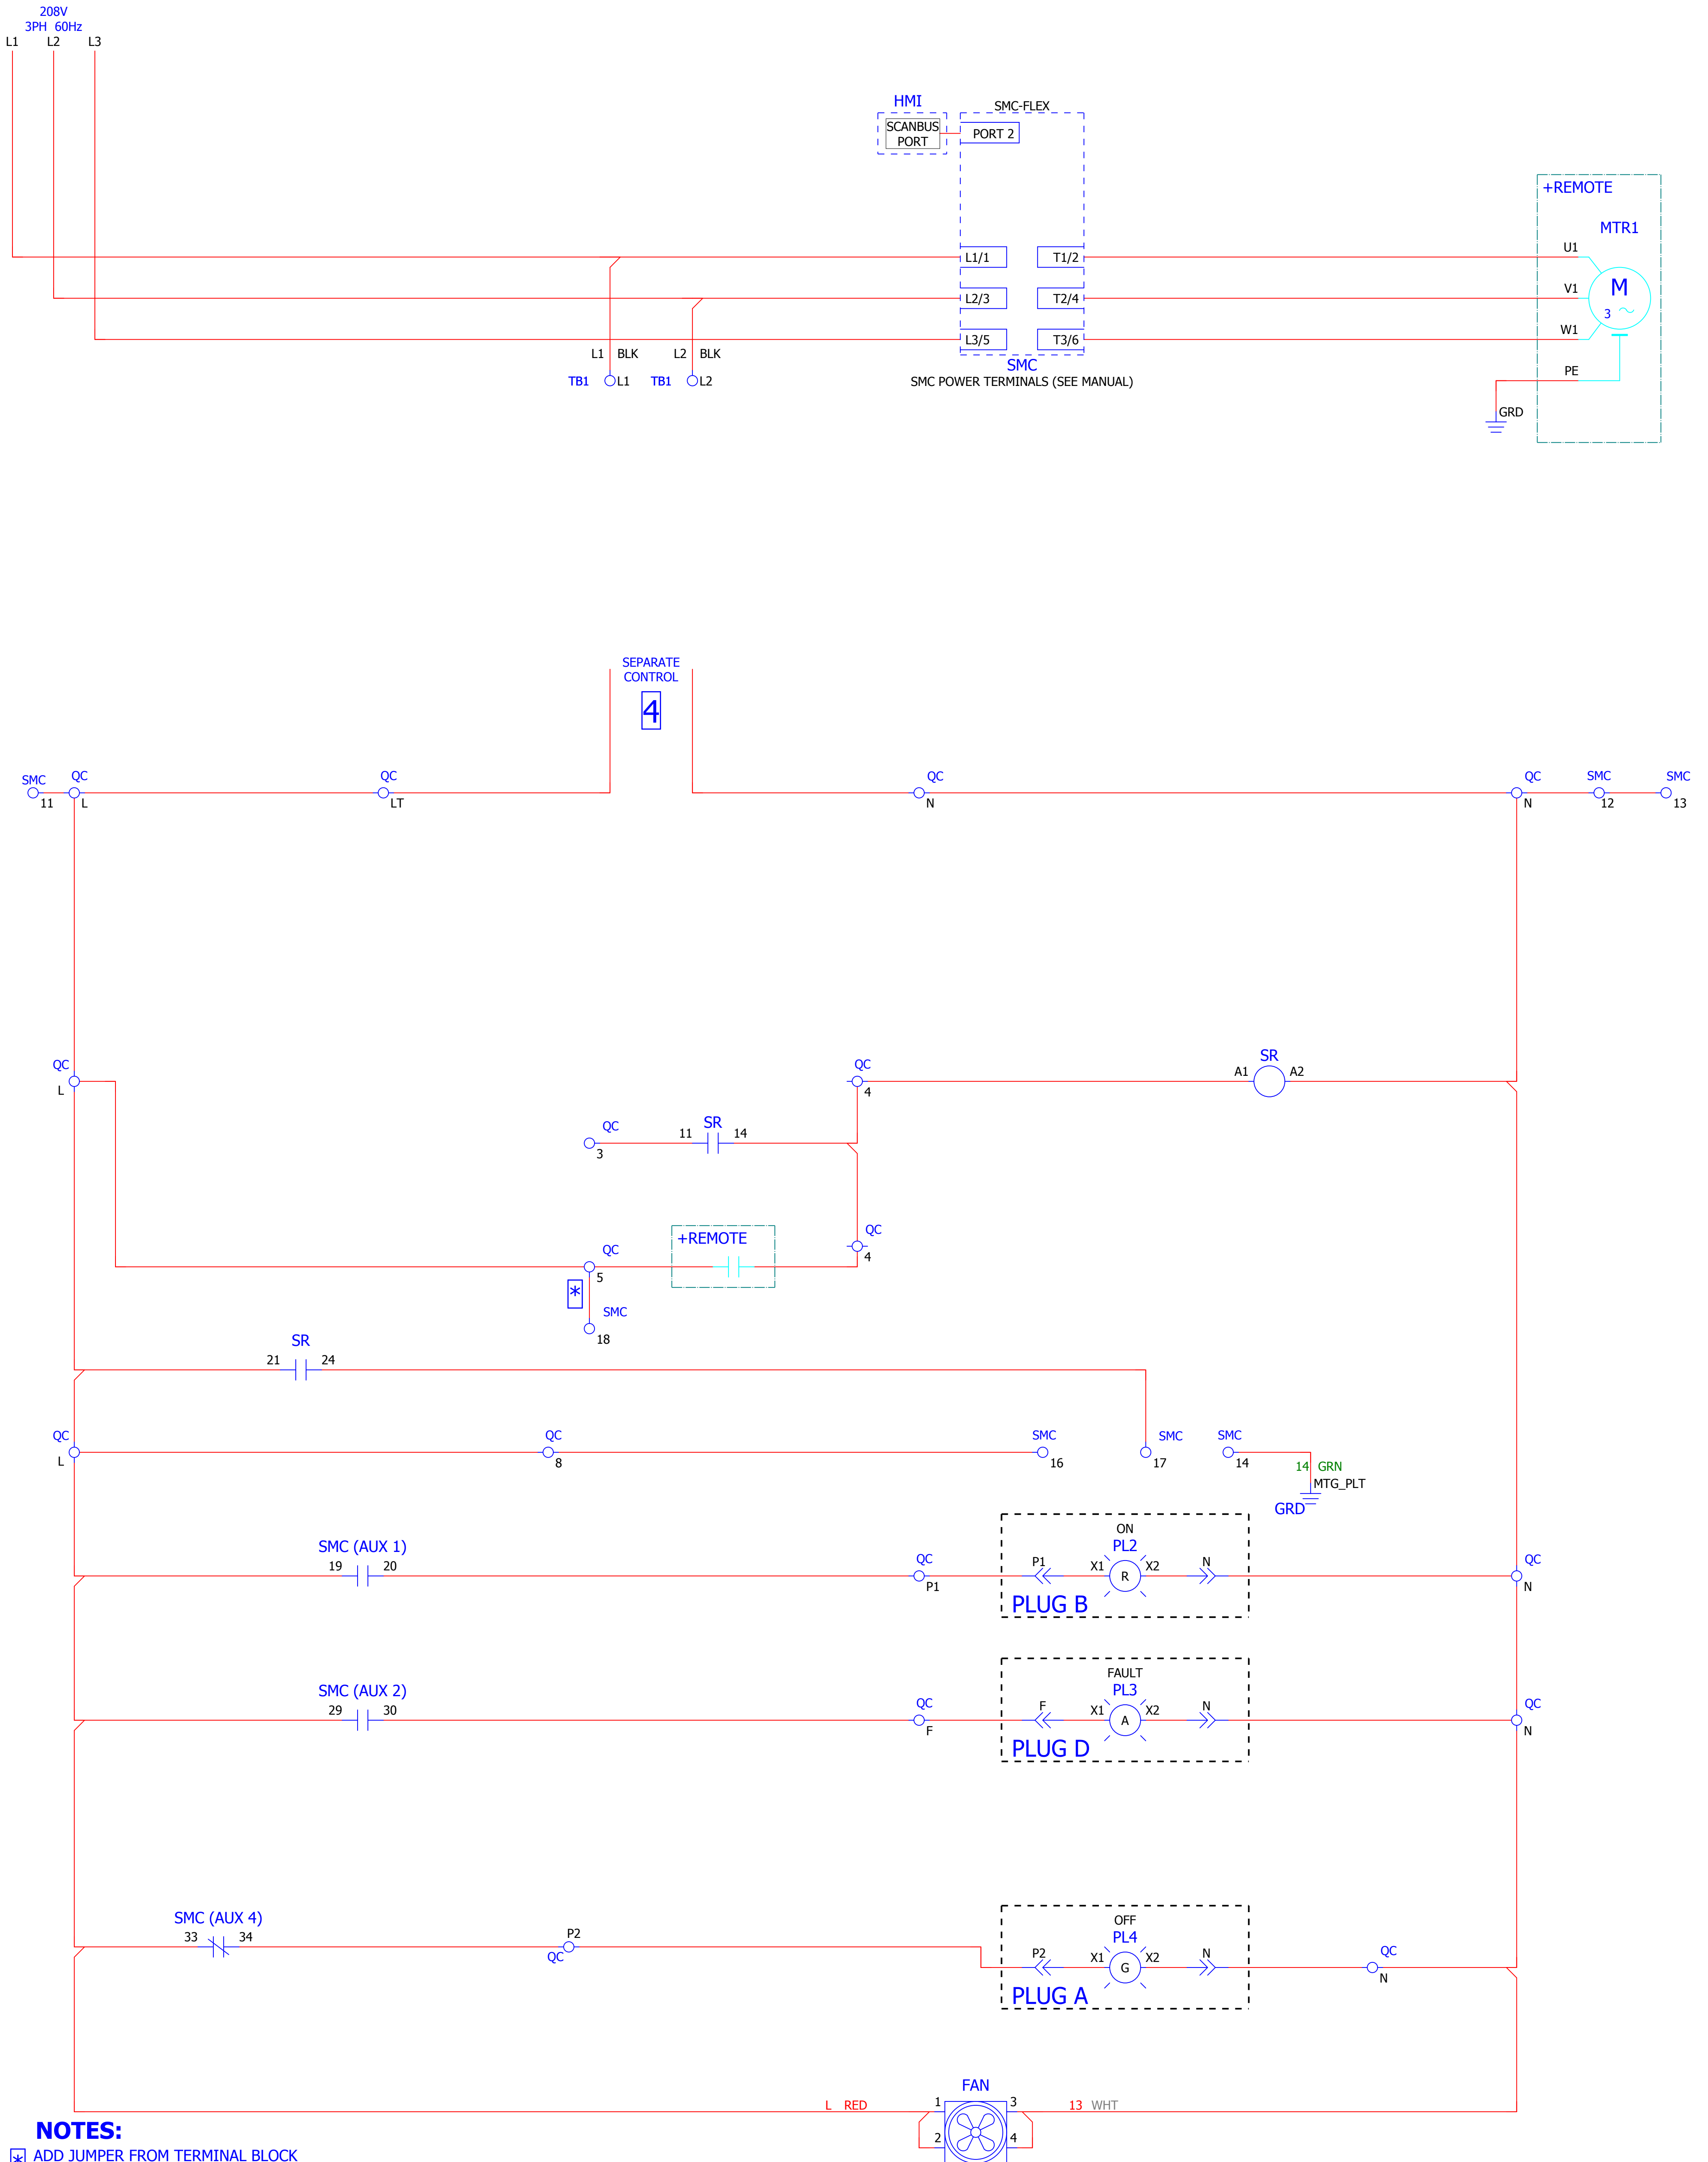 208V
3PH 60Hz
L1 L2 L3
HMI
SCANBUS
PORT
SMC-FLEX
PORT 2
+REMOTE
MTR1
L1/1 T1/2 U1
L2/3 T2/4 V1
M
3
L3/5 T3/6 W1
L1 BLK L2 BLK
SMC
SMC POWER TERMINALS (SEE MANUAL)
TB1 L1 TB1 L2
PE
GRD
SEPARATE
CONTROL
4
SMC QC QC QC QC SMC SMC
11 L LT N N 12 13
QC QC SR
L 4 A1 A2
QC SR
3 11 14
QC
+REMOTE
QC
5 4
*
SMC
18
SR
21 24
QC QC SMC SMC SMC
L 8 16 17 14
14 GRN
MTG_PLT
GRD
ON
SMC (AUX 1) PL2
19 20 QC P1 X1 R X2 N QC
P1 N
PLUG B
FAULT
SMC (AUX 2) PL3
29 30 QC F X1 A X2 N QC
F N
PLUG D
OFF
SMC (AUX 4) PL4
33 34 P2 P2 X1 G X2 N QC
QC N
PLUG A
FAN
L RED 1 3 13 WHT
2 4
NOTES:
* ADD JUMPER FROM TERMINAL BLOCK